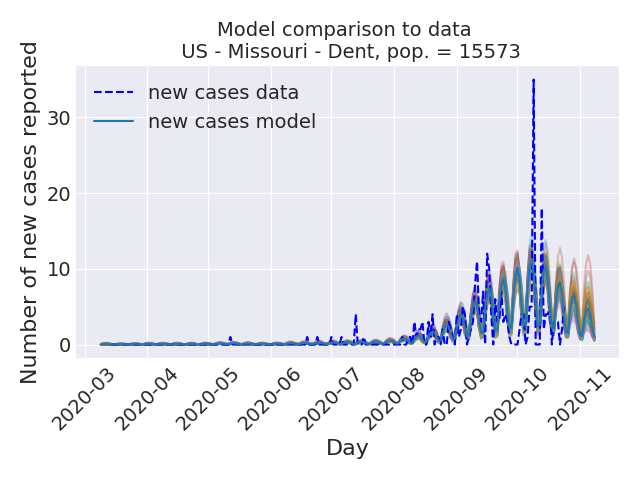 Model comparison to data
US - Missouri - Dent, pop. = 15573
Number of new cases reported
30
20
10
0
new cases data
new cases model
2020-03
2020-04
2020-05
2020-06
2020-07
2020-08
2020-09
2020-10
2020-11
Day